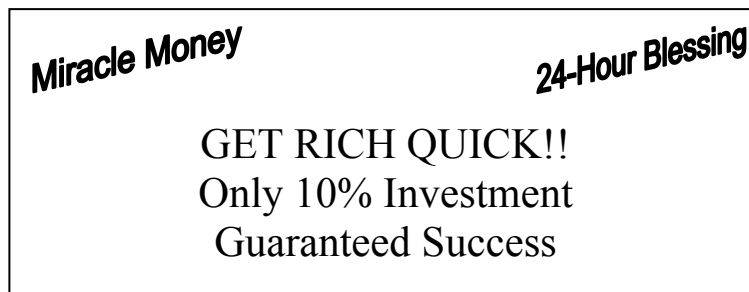 Miracle Money
24-Hour Blessing
GET RICH QUICK!!
Only 10% Investment
Guaranteed Success